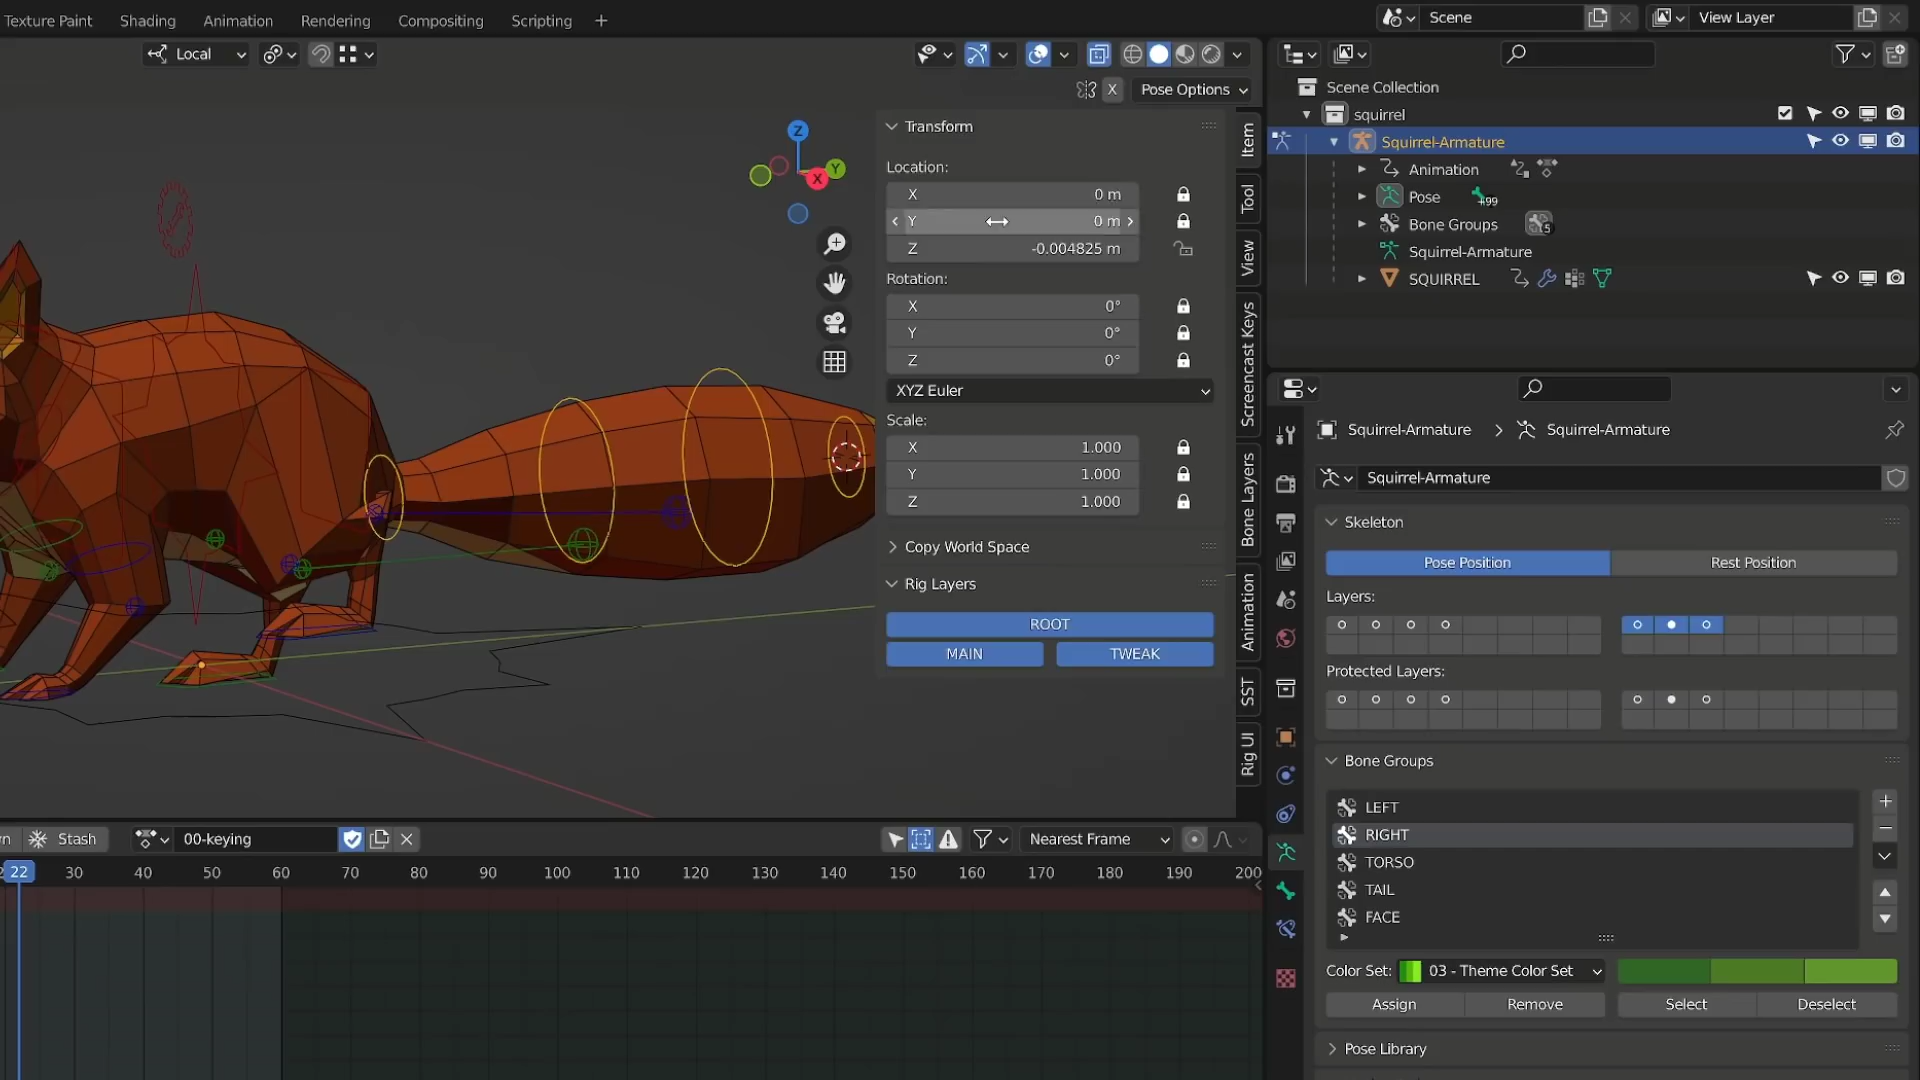 Texture Paint Shading Animation Rendering Compositing Scripting +
Scene
View Layer
Local
X Pose Options
Z
Y
X
Transform
Location:
X 0 m
Y 0 m
Z -0.004825 m
Rotation:
X 0°
Y 0°
Z 0°
XYZ Euler
Scale:
X 1.000
Y 1.000
Z 1.000
Copy World Space
Rig Layers
ROOT
MAIN TWEAK
Item
Tool
View
Screencast Keys
Bone Layers
Animation
SST
Rig UI
Scene Collection
squirrel
Squirrel-Armature
Animation
Pose
Bone Groups 5
Squirrel-Armature
SQUIRREL
Squirrel-Armature > Squirrel-Armature
Squirrel-Armature
Skeleton
Pose Position Rest Position
Layers:
Protected Layers:
Bone Groups
LEFT
RIGHT
TORSO
TAIL
FACE
Color Set: 03 - Theme Color Set
Assign Remove Select Deselect
Pose Library
Stash 00-keying Nearest Frame
22 30 40 50 60 70 80 90 100 110 120 130 140 150 160 170 180 190 200